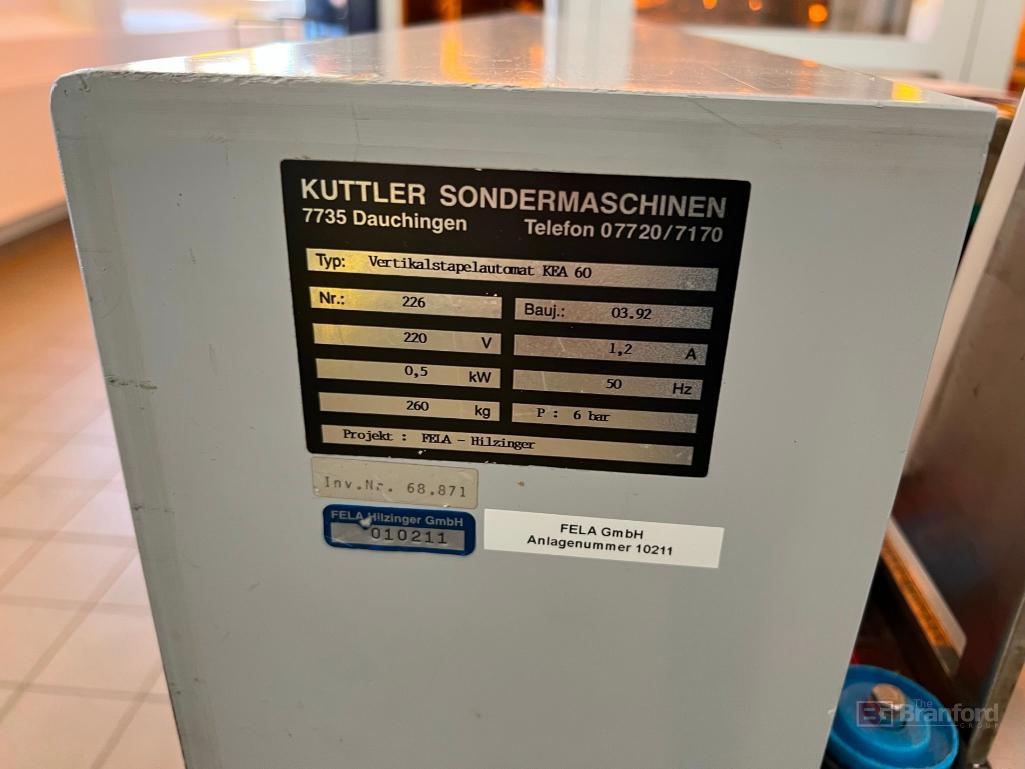 KUTTLER SONDERMASCHINEN
7735 Dauchingen Telefon 07720/7170
Typ: Vertikalstapelautomat KEA 60
Nr.: 226 Bauj.: 03.92
220 V 1,2 A
0,5 kW 50 Hz
260 kg P : 6 bar
Projekt : FELA - Hilzinger
Inv.Nr. 68.871
FELA Hilzinger GmbH
010211
FELA GmbH
Anlagenummer 10211
The
Branford
GROUP